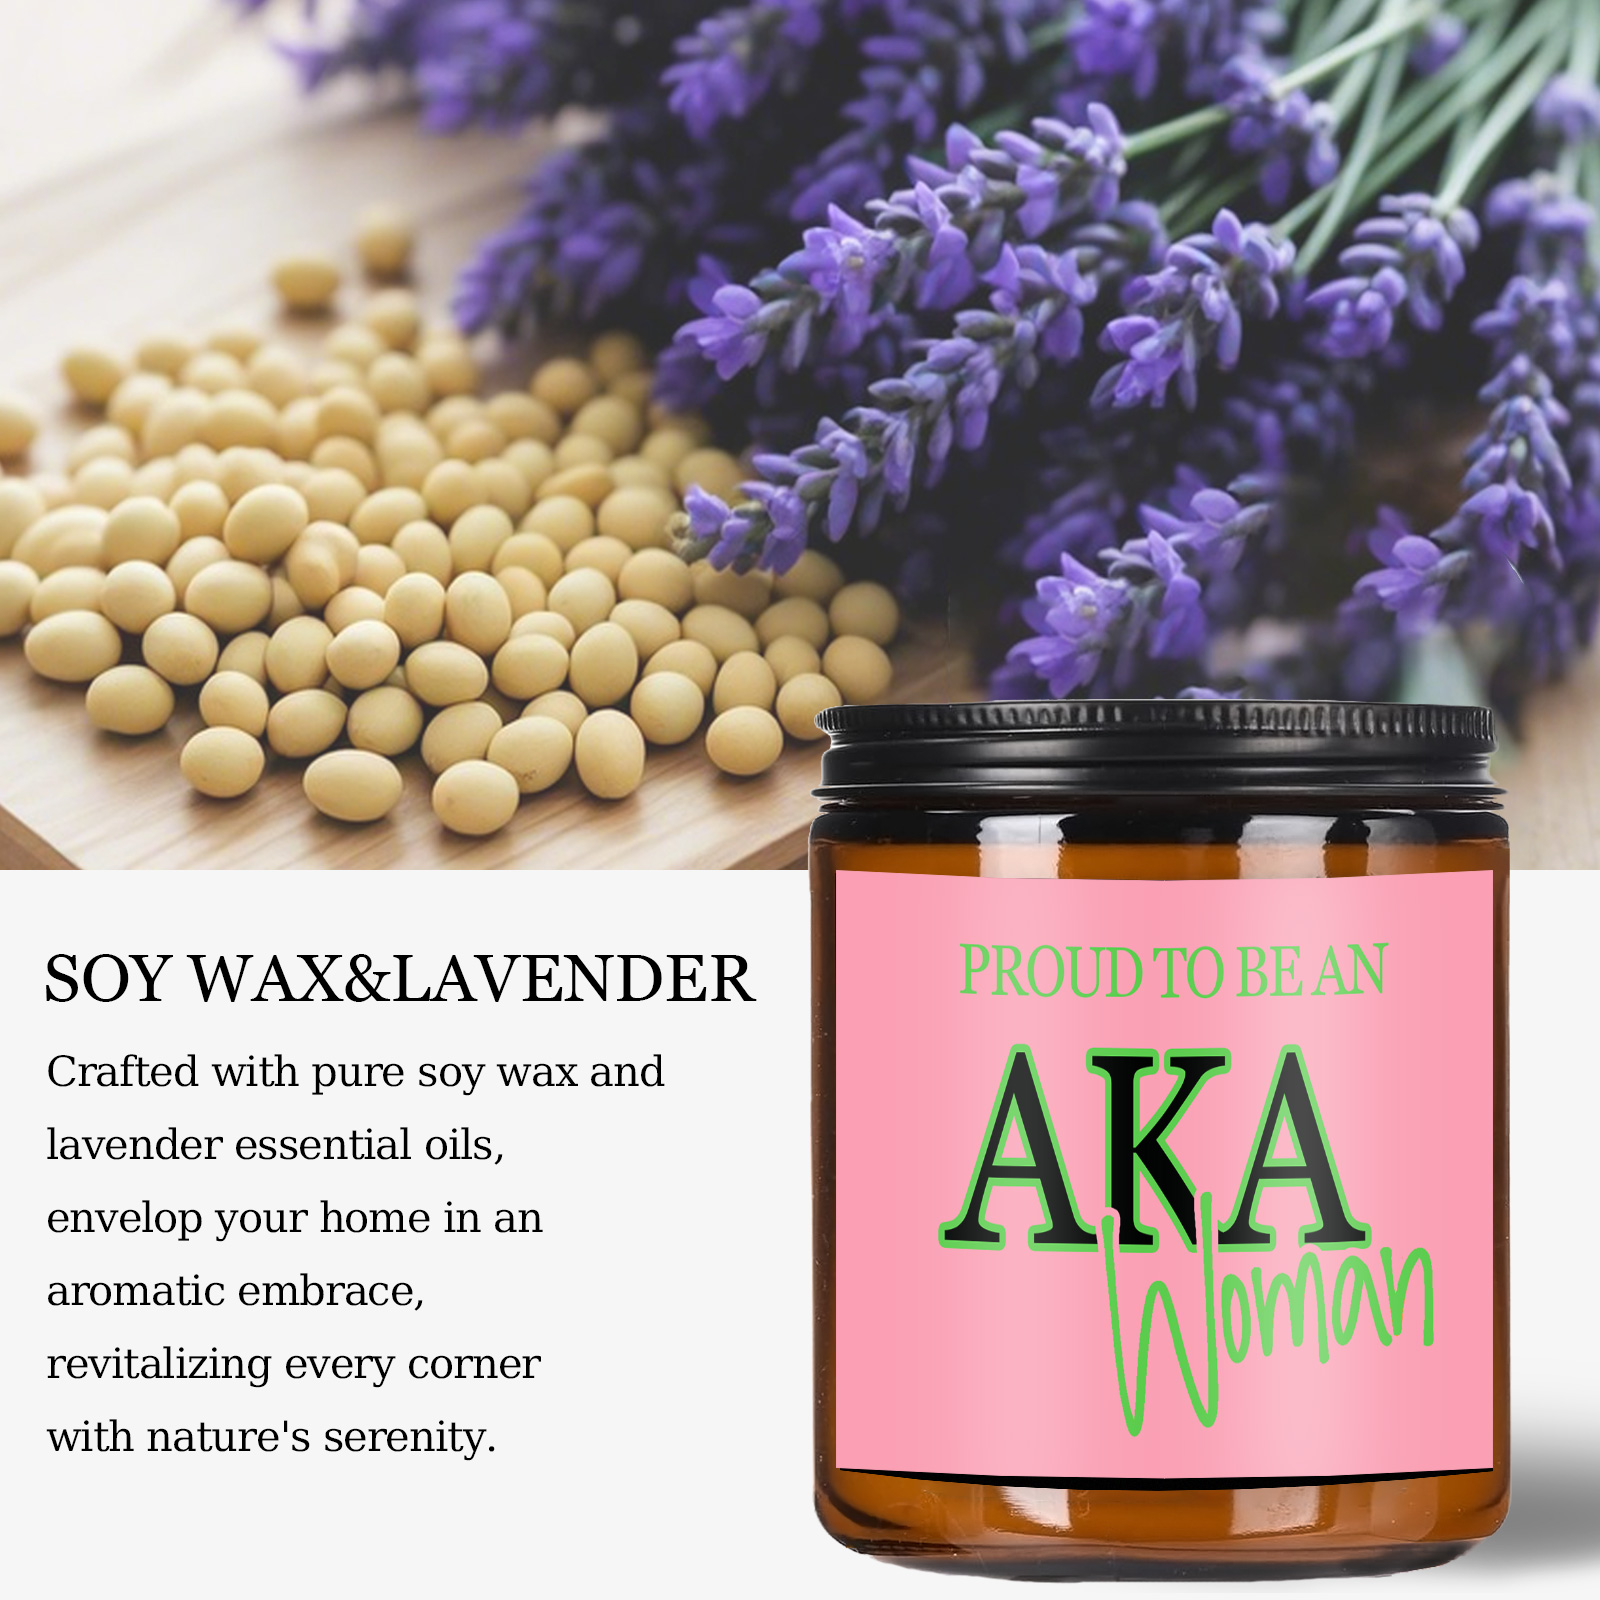 SOY WAX&LAVENDER
Crafted with pure soy wax and
lavender essential oils,
envelop your home in an
aromatic embrace,
revitalizing every corner
with nature's serenity.
PROUD TO BE AN
AKA
Woman